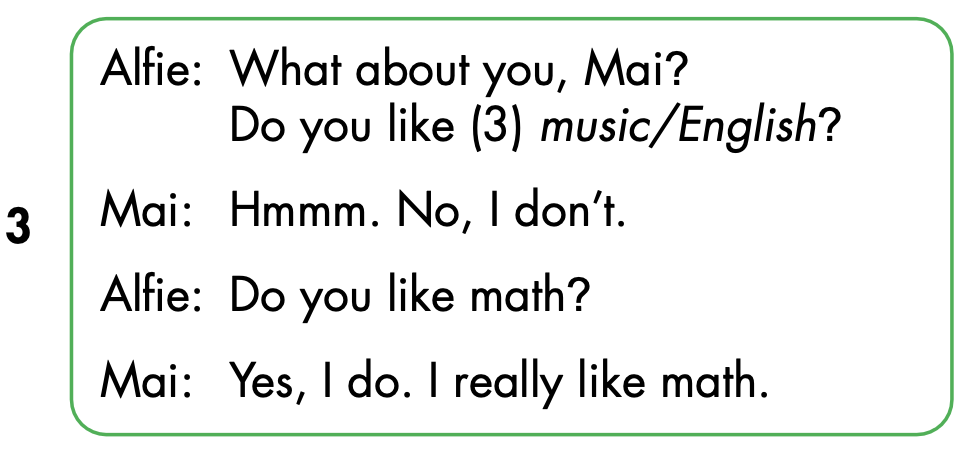 Alfie: What about you, Mai?
Do you like (3) music/English?
3
Mai: Hmmm. No, I don’t.
Alfie: Do you like math?
Mai: Yes, I do. I really like math.